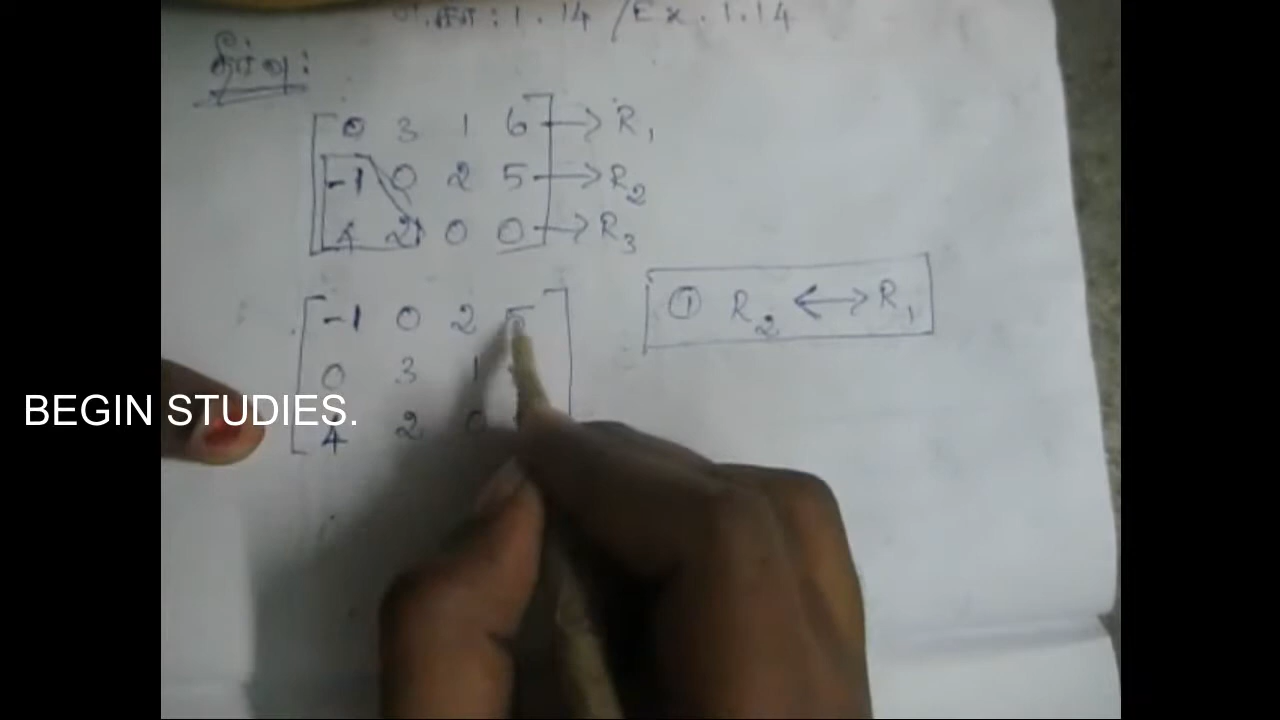 1.14 / Ex. 1.14
தீர்வு:
0 3 1 6 → R₁
-1 0 2 5 → R₂
4 2 0 0 → R₃
-1 0 2 5
① R₂ ↔ R₁
0 3 1
BEGIN STUDIES.
4 2 0